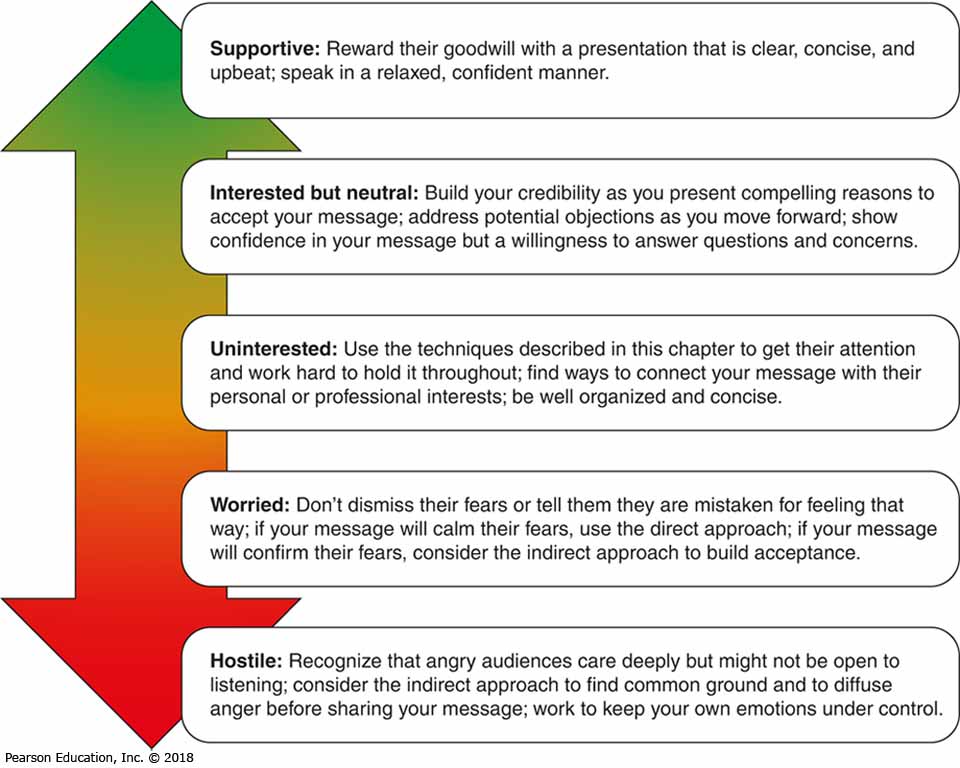 Supportive: Reward their goodwill with a presentation that is clear, concise, and
upbeat; speak in a relaxed, confident manner.
Interested but neutral: Build your credibility as you present compelling reasons to
accept your message; address potential objections as you move forward; show
confidence in your message but a willingness to answer questions and concerns.
Uninterested: Use the techniques described in this chapter to get their attention
and work hard to hold it throughout; find ways to connect your message with their
personal or professional interests; be well organized and concise.
Worried: Don’t dismiss their fears or tell them they are mistaken for feeling that
way; if your message will calm their fears, use the direct approach; if your message
will confirm their fears, consider the indirect approach to build acceptance.
Hostile: Recognize that angry audiences care deeply but might not be open to
listening; consider the indirect approach to find common ground and to diffuse
anger before sharing your message; work to keep your own emotions under control.
Pearson Education, Inc. © 2018